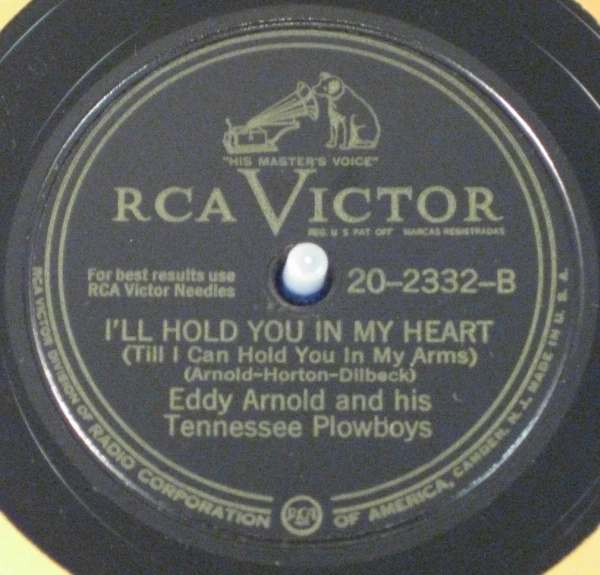 "HIS MASTER'S VOICE"
RCA VICTOR
REG. U S PAT OFF MARCAS REGISTRADAS
For best results use
RCA Victor Needles
20-2332-B
I'LL HOLD YOU IN MY HEART
(Till I Can Hold You In My Arms)
(Arnold-Horton-Dilbeck)
Eddy Arnold and his
Tennessee Plowboys
RCA VICTOR DIVISION OF RADIO CORPORATION OF AMERICA, CAMDEN, N. J. MADE IN U. S. A.
RCA